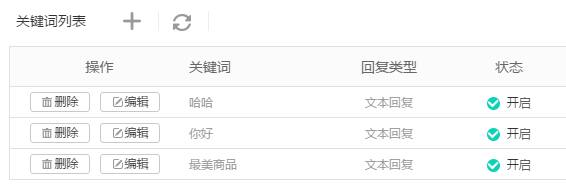 关键词列表
操作 关键词 回复类型 状态
删除 编辑 哈哈 文本回复 开启
删除 编辑 你好 文本回复 开启
删除 编辑 最美商品 文本回复 开启